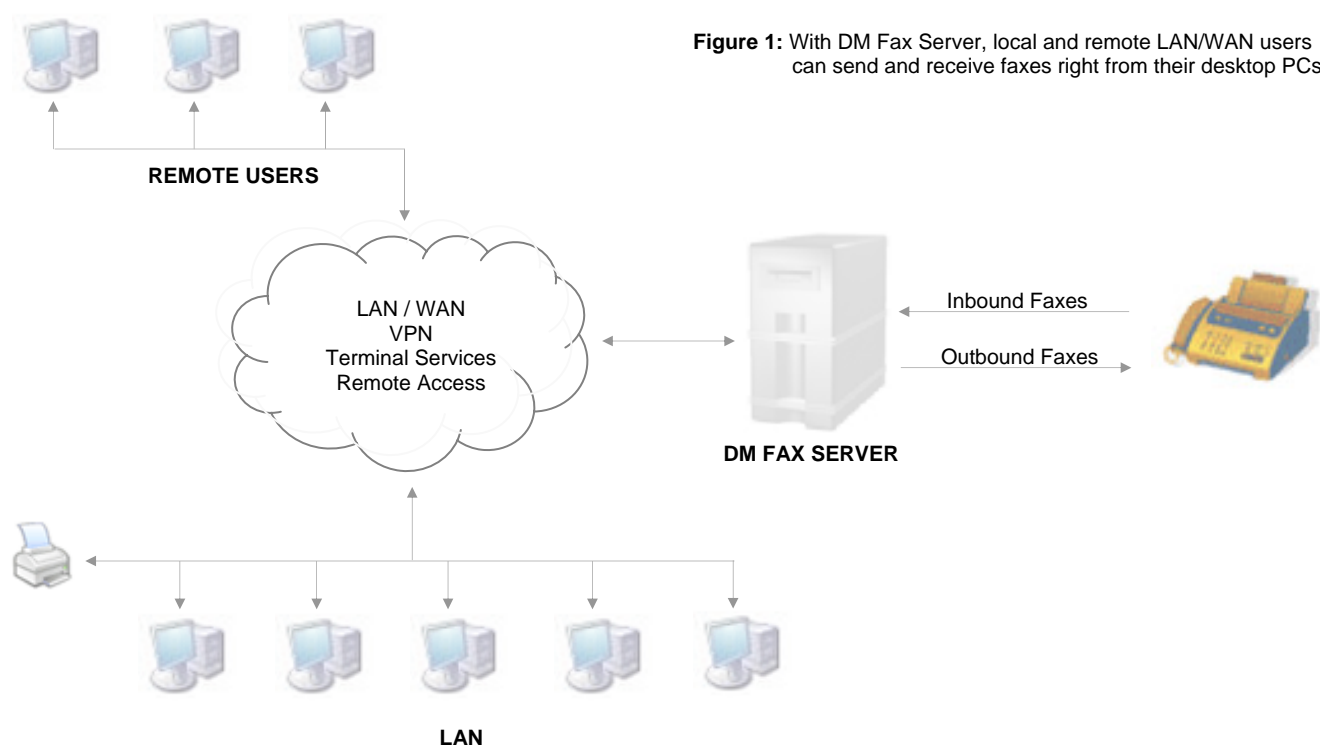 Figure 1: With DM Fax Server, local and remote LAN/WAN users
can send and receive faxes right from their desktop PCs
REMOTE USERS
LAN / WAN
VPN
Terminal Services
Remote Access
Inbound Faxes
Outbound Faxes
DM FAX SERVER
LAN